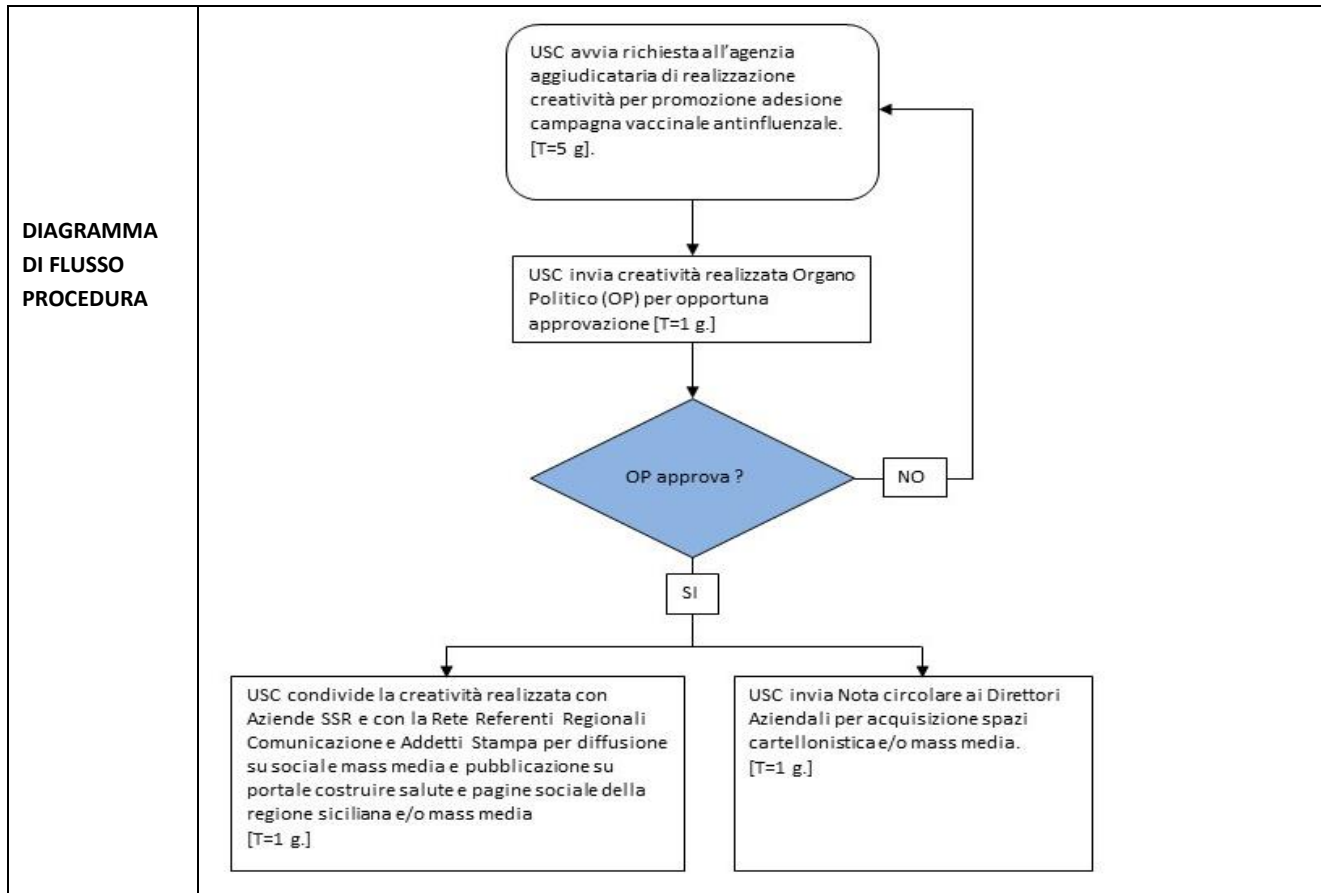 DIAGRAMMA
DI FLUSSO
PROCEDURA
USC avvia richiesta all'agenzia
aggiudicataria di realizzazione
creatività per promozione adesione
campagna vaccinale antinfluenzale.
[T=5 g].
USC invia creatività realizzata Organo
Politico (OP) per opportuna
approvazione [T=1 g.]
OP approva ?
NO
SI
USC condivide la creatività realizzata con
Aziende SSR e con la Rete Referenti Regionali
Comunicazione e Addetti Stampa per diffusione
su social e mass media e pubblicazione su
portale costruire salute e pagine sociale della
regione siciliana e/o mass media
[T=1 g.]
USC invia Nota circolare ai Direttori
Aziendali per acquisizione spazi
cartellonistica e/o mass media.
[T=1 g.]